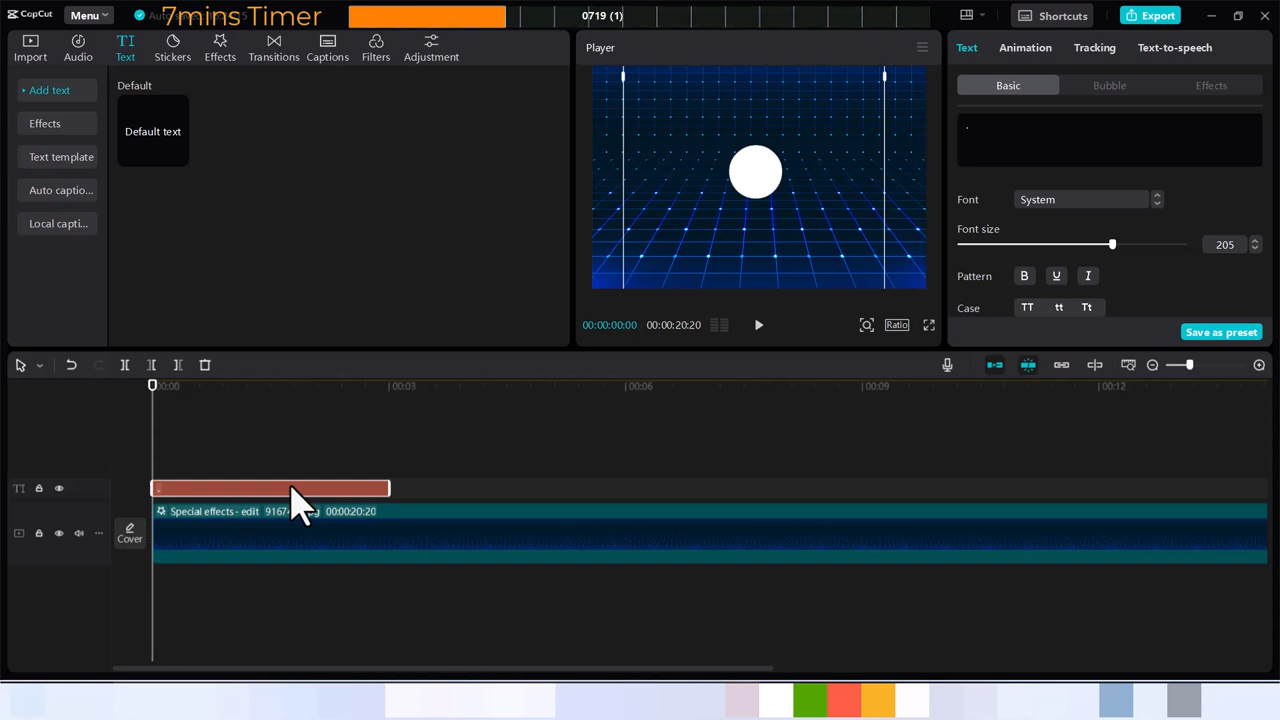 CapCut
Menu
7mins Timer
0719 (1)
Shortcuts
Export
Import
Audio
TI
Text
Stickers
Effects
Transitions
Captions
Filters
Adjustment
Add text
Effects
Text template
Auto captio...
Local capti...
Default
Default text
Player
00:00:00:00
00:00:20:20
Ratio
Text
Animation
Tracking
Text-to-speech
Basic
Bubble
Effects
.
Font
System
Font size
205
Pattern
B
U
I
Case
TT
tt
Tt
Save as preset
00:00
00:03
00:06
00:09
00:12
TI
Cover
Special effects - edit
00:00:20:20